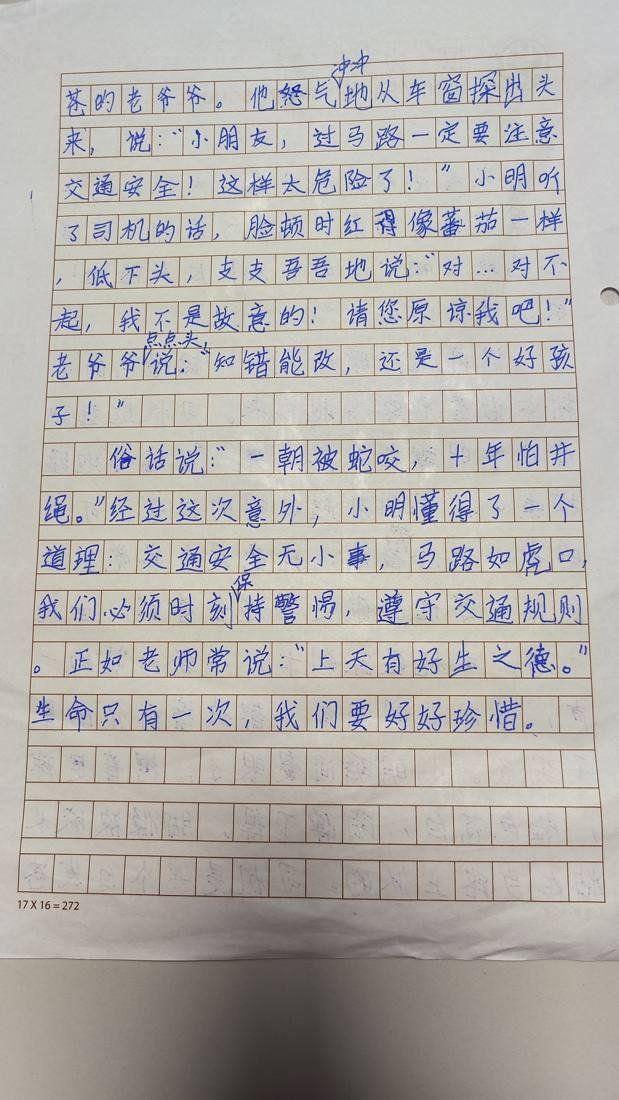 苍的老爷爷。他怒气冲冲地从车窗探出头
来，说：“小朋友，过马路一定要注意
交通安全！这样太危险了！”小明听
了司机的话，脸顿时红得像蕃茄一样
，低下头，支支吾吾地说：“对…对不
起，我不是故意的！请您原谅我吧！”
老爷爷点点头，说：“知错能改，还是一个好孩
子！”
俗话说：“一朝被蛇咬，十年怕井
绳。”经过这次意外，小明懂得了一个
道理：交通安全无小事，马路如虎口，
我们必须时刻保持警惕，遵守交通规则
。正如老师常说：“上天有好生之德。”
生命只有一次，我们要好好珍惜。
17 X 16 = 272